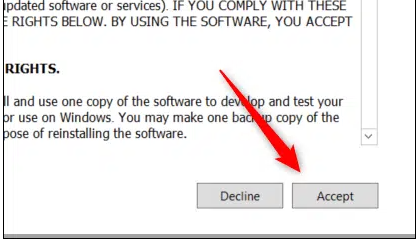 updated software or services). IF YOU COMPLY WITH THESE
E RIGHTS BELOW. BY USING THE SOFTWARE, YOU ACCEPT
RIGHTS.
ll and use one copy of the software to develop and test your
or use on Windows. You may make one backup copy of the
pose of reinstalling the software.
Decline
Accept